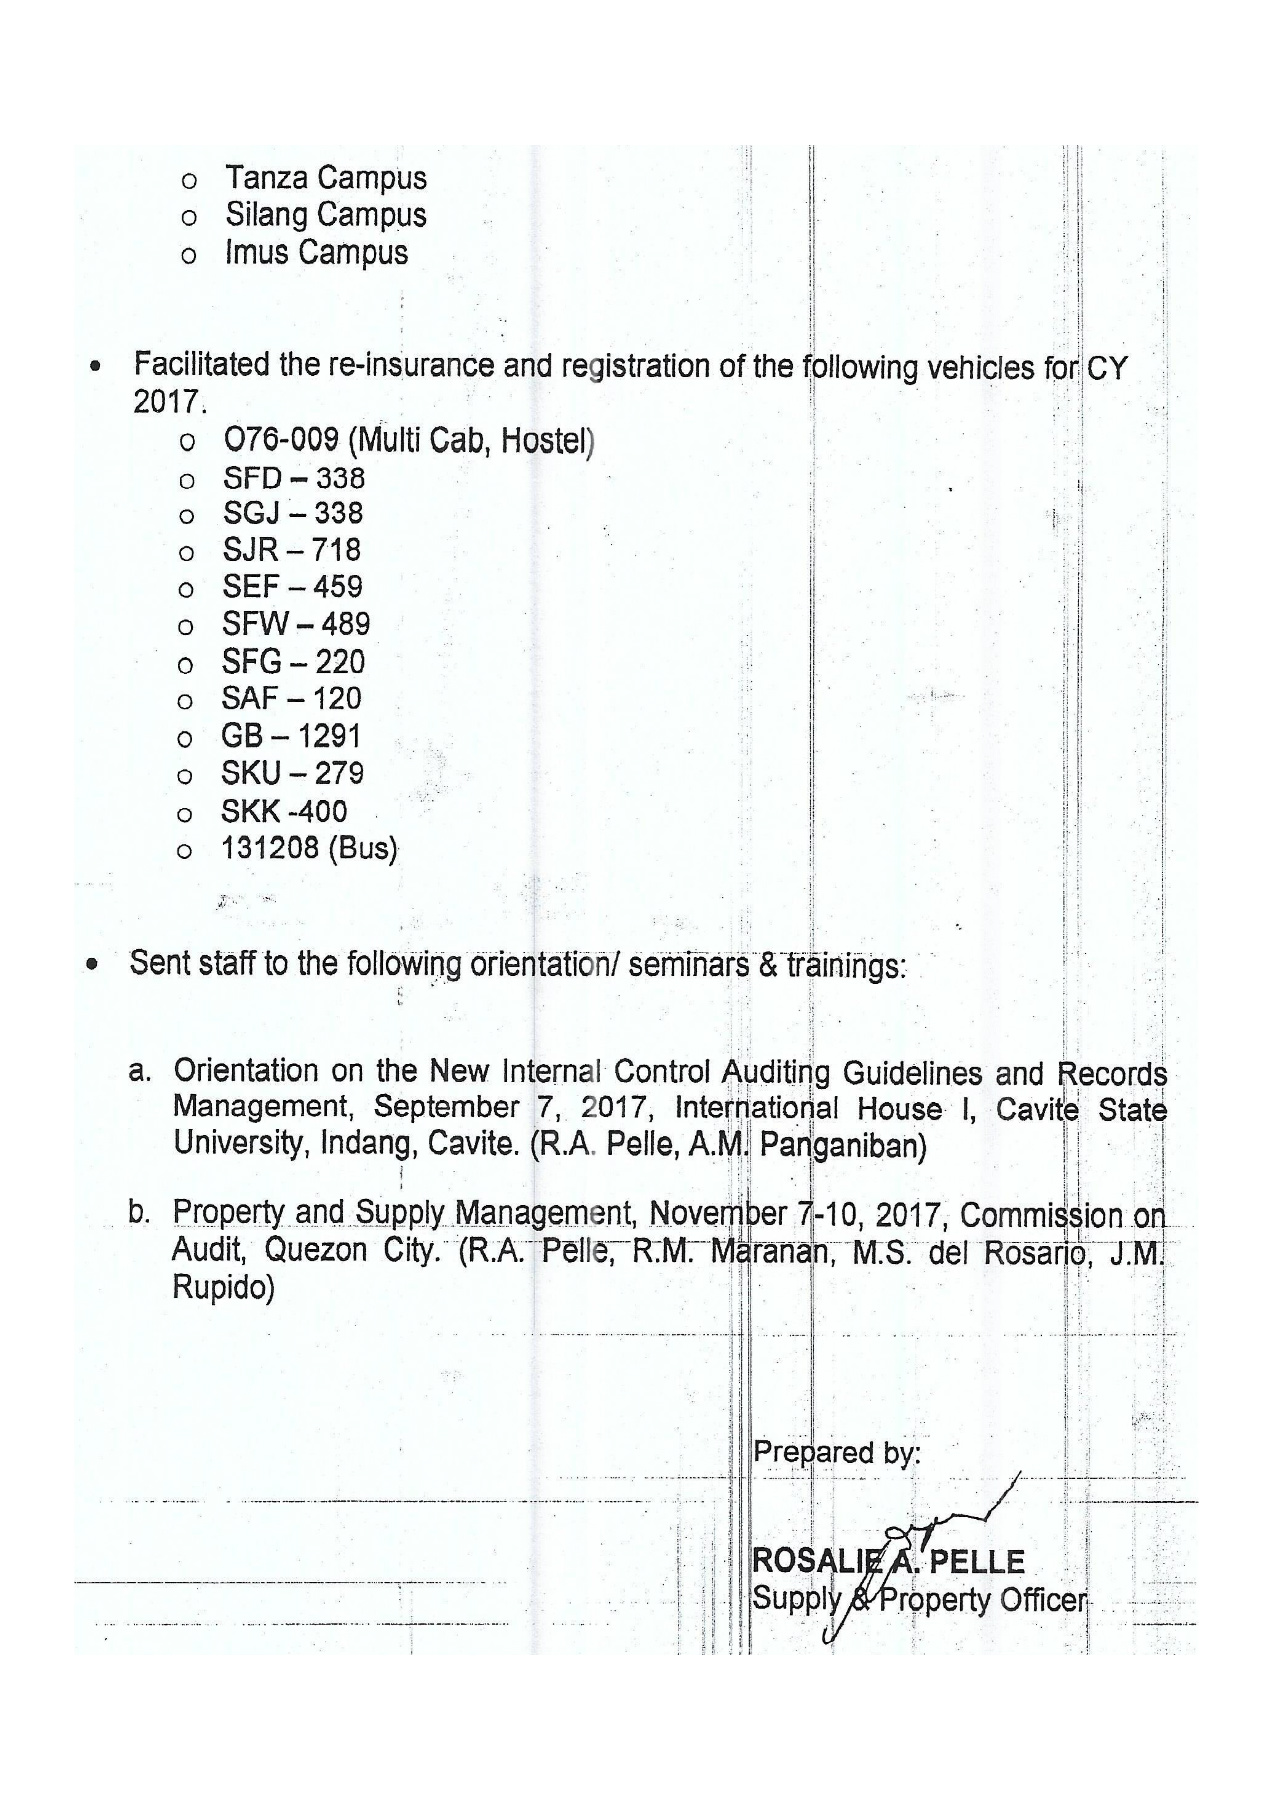 o Tanza Campus
o Silang Campus
o Imus Campus
• Facilitated the re-insurance and registration of the following vehicles for CY
2017.
o O76-009 (Multi Cab, Hostel)
o SFD – 338
o SGJ – 338
o SJR – 718
o SEF – 459
o SFW – 489
o SFG – 220
o SAF – 120
o GB – 1291
o SKU – 279
o SKK -400
o 131208 (Bus)
• Sent staff to the following orientation/ seminars & trainings:
a. Orientation on the New Internal Control Auditing Guidelines and Records
Management, September 7, 2017, International House I, Cavite State
University, Indang, Cavite. (R.A. Pelle, A.M. Panganiban)
b. Property and Supply Management, November 7-10, 2017, Commission on
Audit, Quezon City. (R.A. Pelle, R.M. Maranan, M.S. del Rosario, J.M.
Rupido)
Prepared by:
ROSALIE A. PELLE
Supply & Property Officer